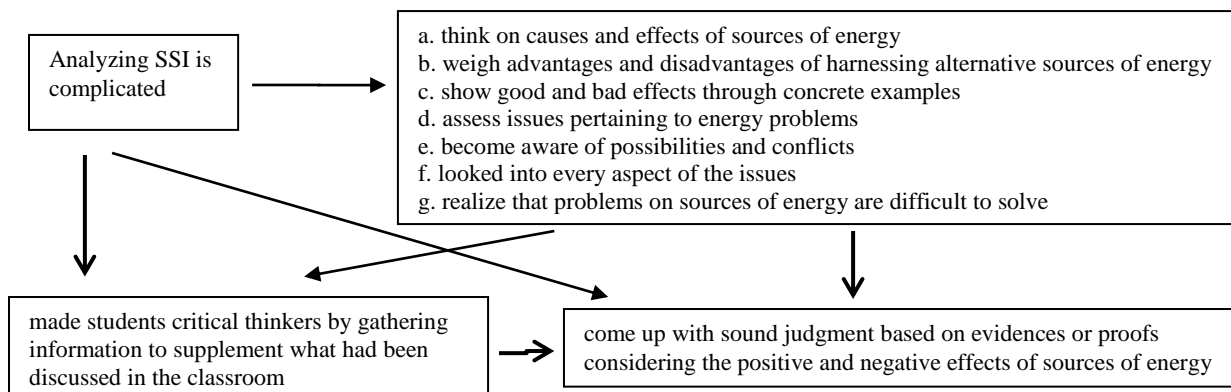 Analyzing SSI is
complicated
a. think on causes and effects of sources of energy
b. weigh advantages and disadvantages of harnessing alternative sources of energy
c. show good and bad effects through concrete examples
d. assess issues pertaining to energy problems
e. become aware of possibilities and conflicts
f. looked into every aspect of the issues
g. realize that problems on sources of energy are difficult to solve
made students critical thinkers by gathering
information to supplement what had been
discussed in the classroom
come up with sound judgment based on evidences or proofs
considering the positive and negative effects of sources of energy